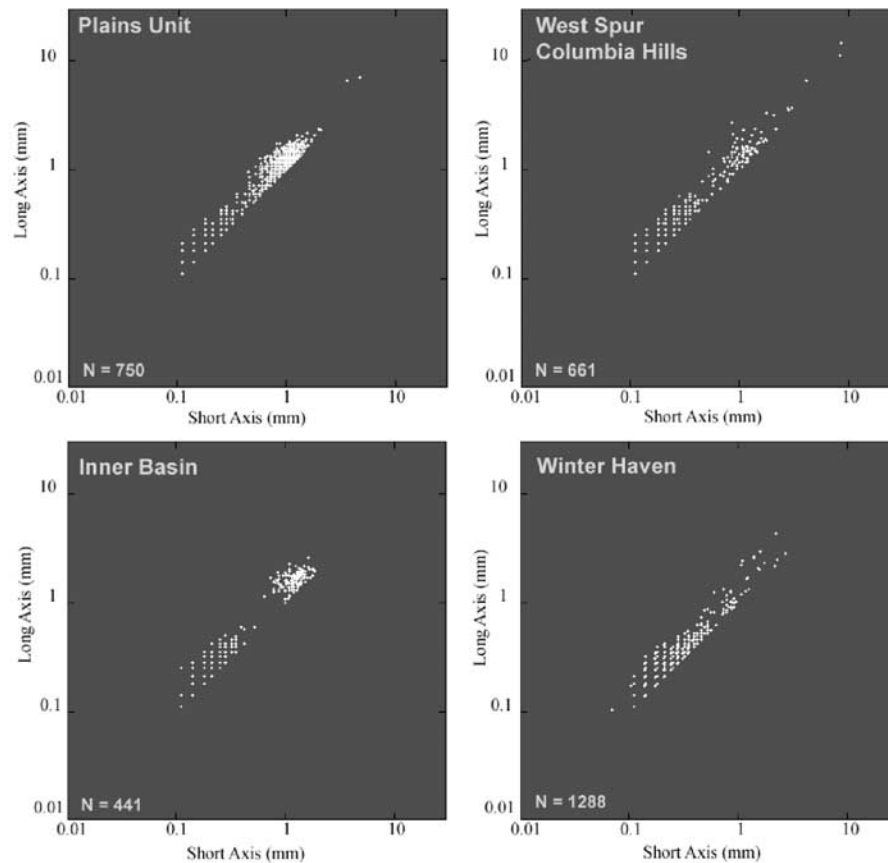 Plains Unit
10
1
0.1
0.01
Long Axis (mm)
N = 750
0.01
0.1
1
10
Short Axis (mm)
West Spur
Columbia Hills
10
1
0.1
0.01
Long Axis (mm)
N = 661
0.01
0.1
1
10
Short Axis (mm)
Inner Basin
10
1
0.1
0.01
Long Axis (mm)
N = 441
0.01
0.1
1
10
Short Axis (mm)
Winter Haven
10
1
0.1
0.01
Long Axis (mm)
N = 1288
0.01
0.1
1
10
Short Axis (mm)